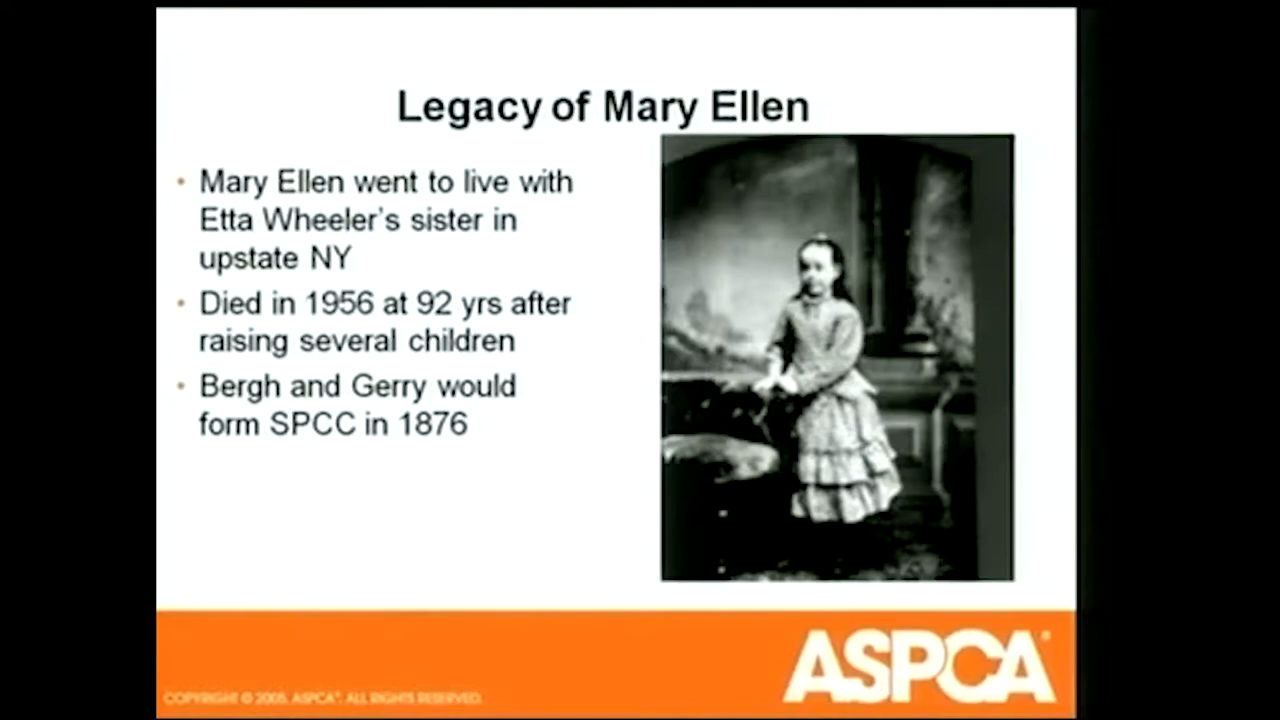 Legacy of Mary Ellen
• Mary Ellen went to live with
Etta Wheeler's sister in
upstate NY
• Died in 1956 at 92 yrs after
raising several children
• Bergh and Gerry would
form SPCC in 1876
ASPCA®
COPYRIGHT © 2005, ASPCA®. ALL RIGHTS RESERVED.